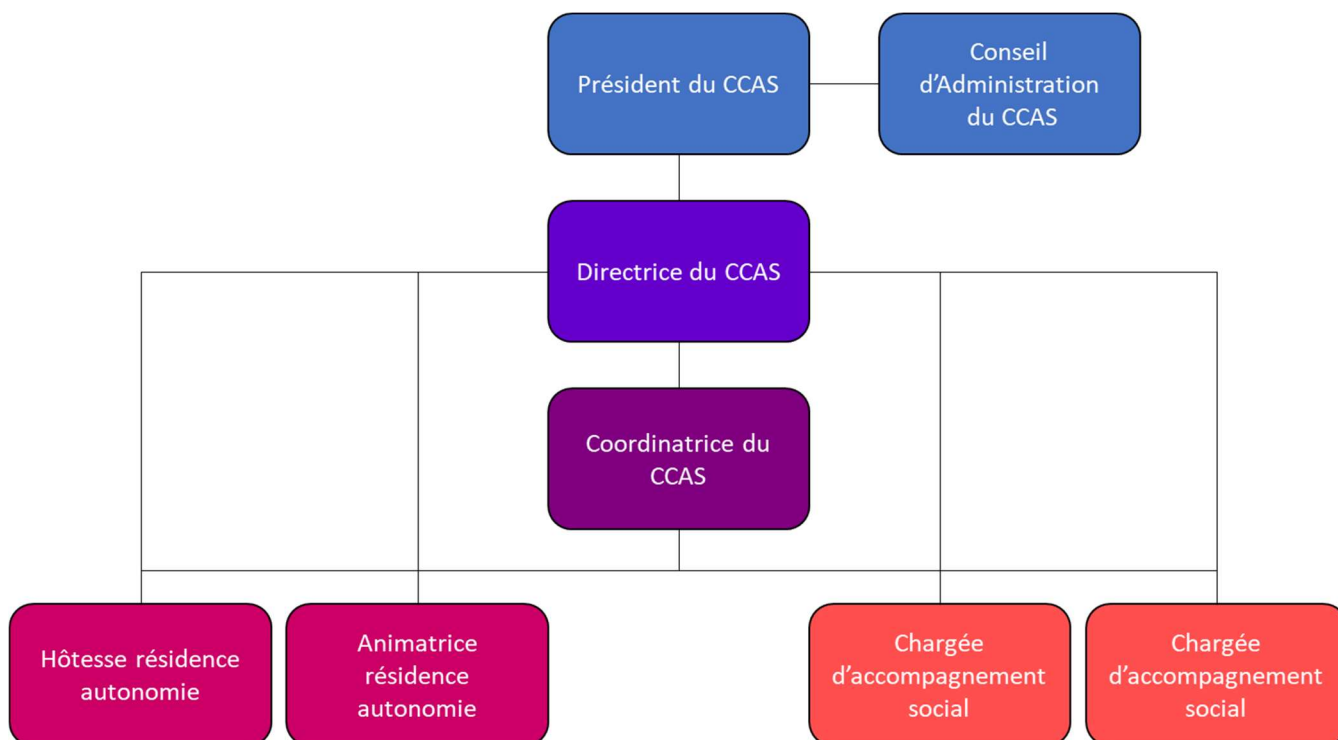 Président du CCAS
Conseil
d’Administration
du CCAS
Directrice du CCAS
Coordinatrice du
CCAS
Hôtesse résidence
autonomie
Animatrice
résidence
autonomie
Chargée
d’accompagnement
social
Chargée
d’accompagnement
social